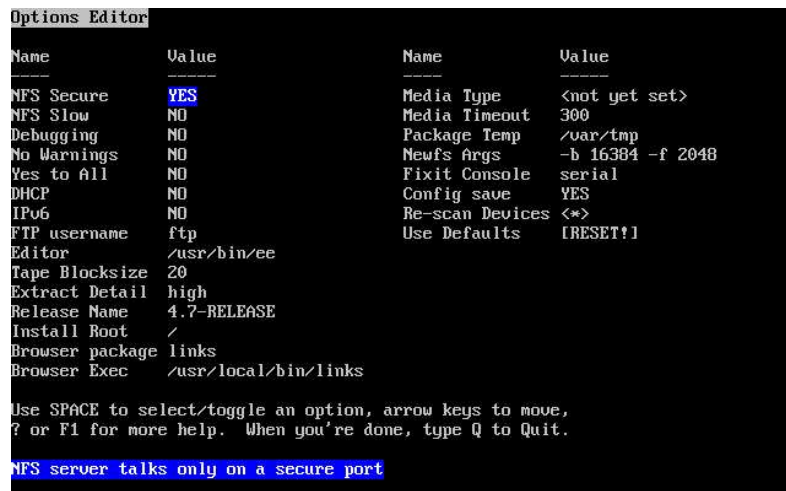 Options Editor
Name Value Name Value
---- ----- ---- -----
NFS Secure YES Media Type <not yet set>
NFS Slow NO Media Timeout 300
Debugging NO Package Temp /var/tmp
No Warnings NO Newfs Args -b 16384 -f 2048
Yes to All NO Fixit Console serial
DHCP NO Config save YES
IPv6 NO Re-scan Devices <*>
FTP username ftp Use Defaults [RESET!]
Editor /usr/bin/ee
Tape Blocksize 20
Extract Detail high
Release Name 4.7-RELEASE
Install Root /
Browser package links
Browser Exec /usr/local/bin/links
Use SPACE to select/toggle an option, arrow keys to move,
? or F1 for more help. When you're done, type Q to Quit.
NFS server talks only on a secure port